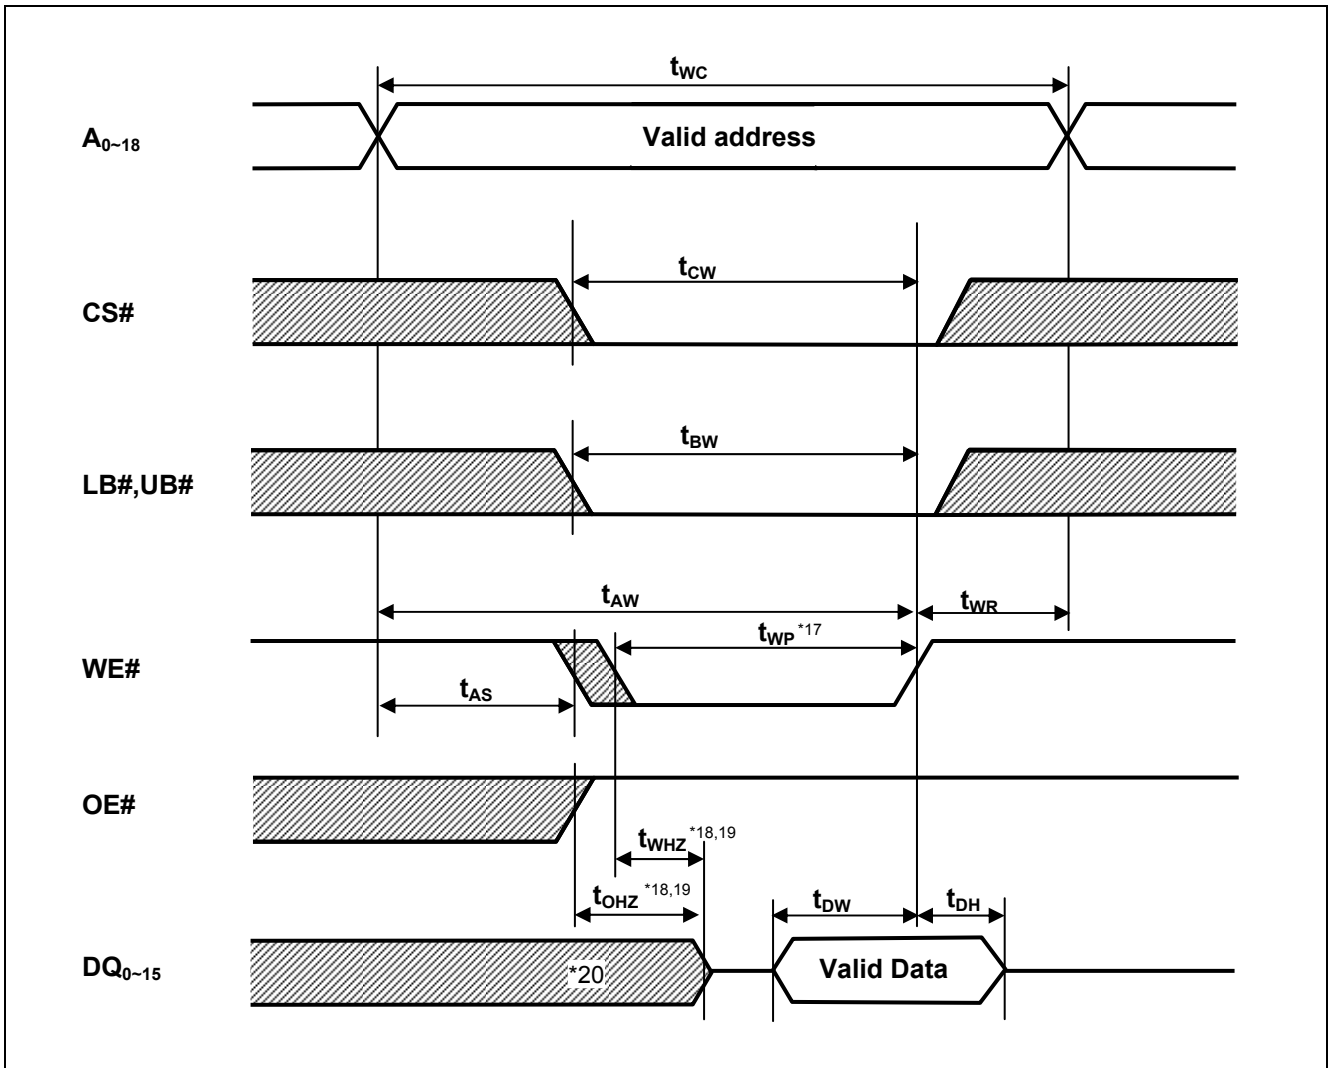 tWC
A0~18
Valid address
CS#
tCW
LB#,UB#
tBW
tAW
tWR
WE#
tWP *17
tAS
OE#
tWHZ *18,19
tOHZ *18,19
tDW
tDH
DQ0~15
*20
Valid Data